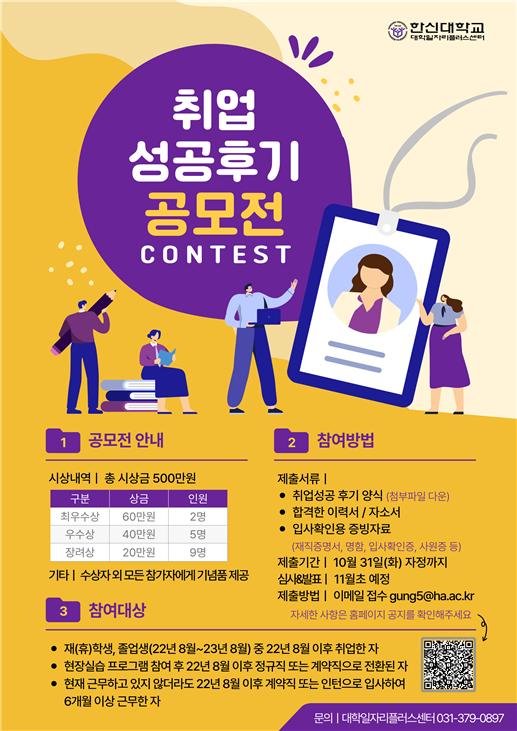 한신대학교
대학일자리플러스센터
취업
성공후기
공모전
CONTEST
1 공모전 안내
시상내역 | 총 시상금 500만원
구분 상금 인원
최우수상 60만원 2명
우수상 40만원 5명
장려상 20만원 9명
기타 | 수상자 외 모든 참가자에게 기념품 제공
2 참여방법
제출서류 |
• 취업성공 후기 양식 (첨부파일 다운)
• 합격한 이력서 / 자소서
• 입사확인용 증빙자료
(재직증명서, 명함, 입사확인증, 사원증 등)
제출기간 | 10월 31일(화) 자정까지
심사&발표 | 11월초 예정
제출방법 | 이메일 접수 gung5@ha.ac.kr
자세한 사항은 홈페이지 공지를 확인해주세요
3 참여대상
• 재(휴)학생, 졸업생(22년 8월~23년 8월) 중 22년 8월 이후 취업한 자
• 현장실습 프로그램 참여 후 22년 8월 이후 정규직 또는 계약직으로 전환된 자
• 현재 근무하고 있지 않더라도 22년 8월 이후 계약직 또는 인턴으로 입사하여
6개월 이상 근무한 자
문의 | 대학일자리플러스센터 031-379-0897